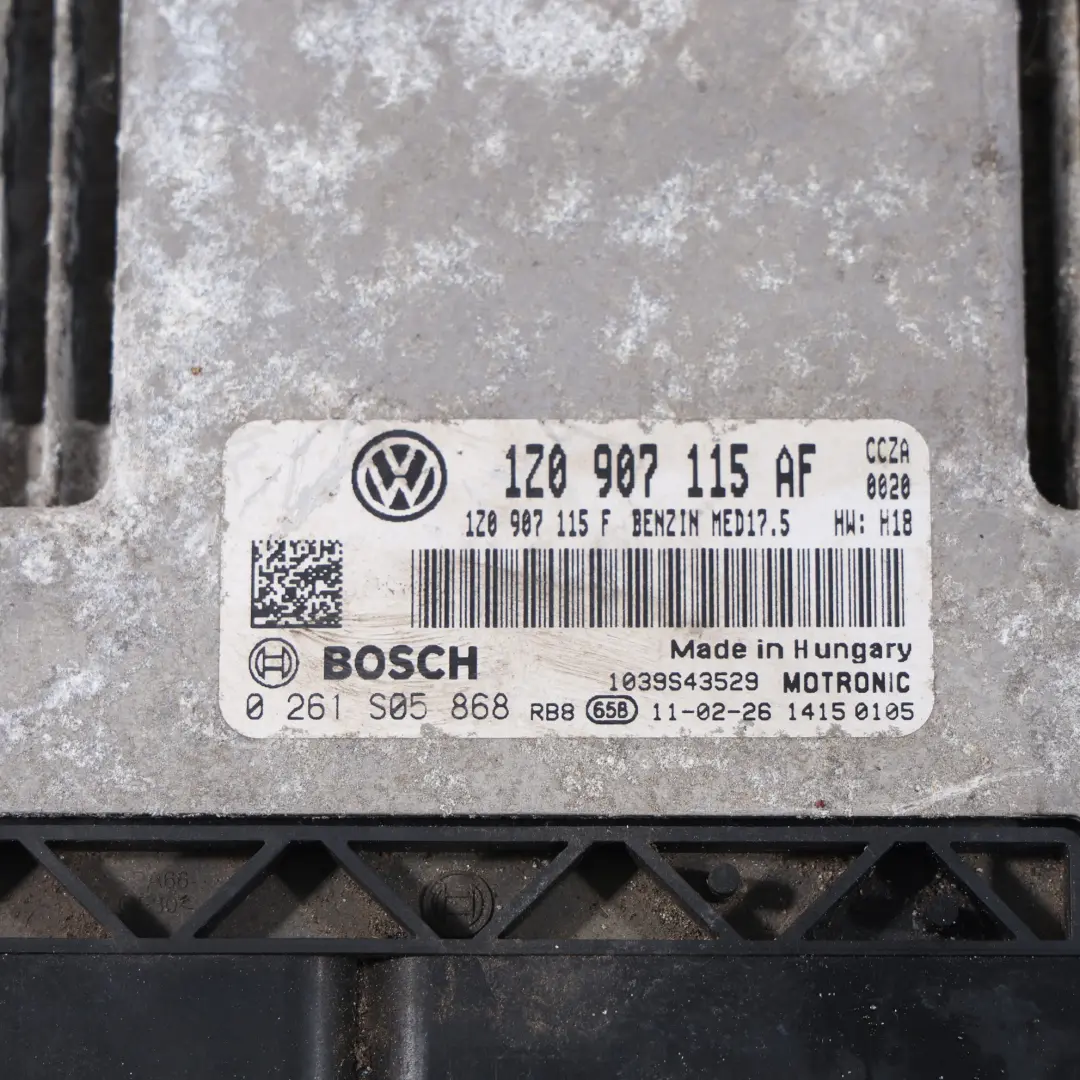 1Z0 907 115 AF
CCZA
0020
1Z0 907 115 F BENZIN MED17.5 HW: H18
BOSCH
Made in Hungary
1039S43529 MOTRONIC
0 261 S05 868 RB8 65B 11-02-26 1415 0105